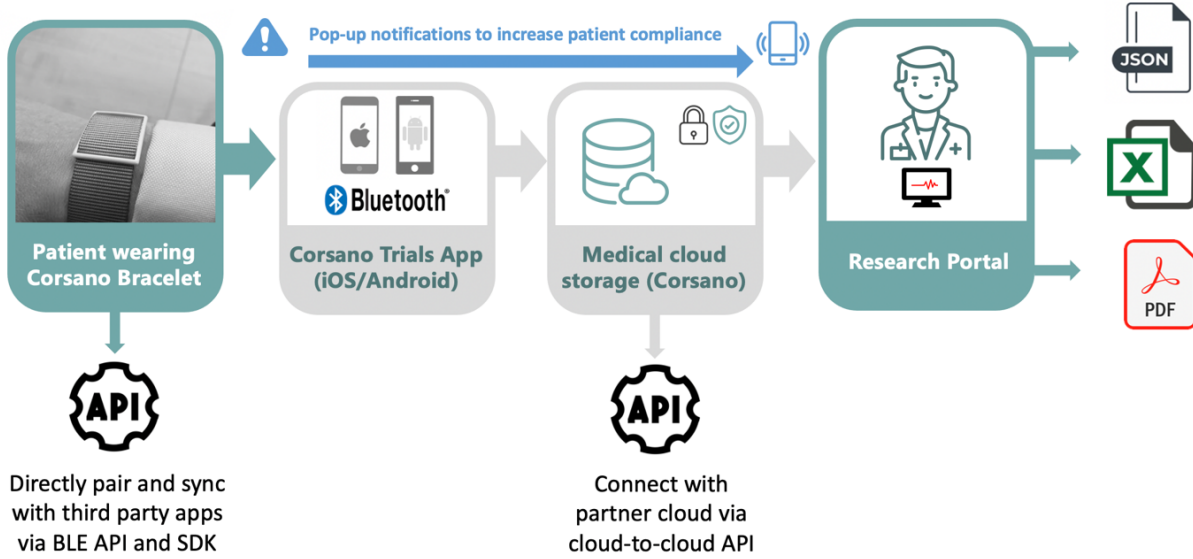 Pop-up notifications to increase patient compliance
JSON
Bluetooth®
X
Patient wearing
Corsano Bracelet
Corsano Trials App
(iOS/Android)
Medical cloud
storage (Corsano)
Research Portal
PDF
API
API
Directly pair and sync
with third party apps
via BLE API and SDK
Connect with
partner cloud via
cloud-to-cloud API